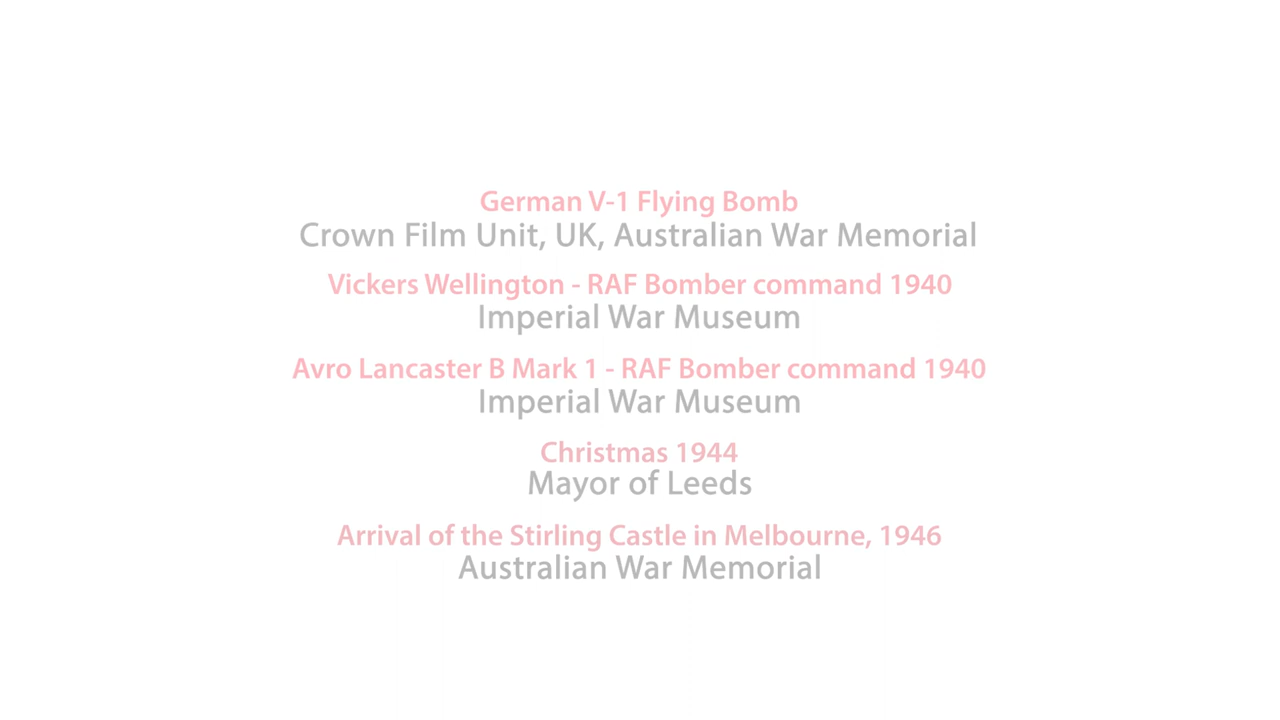 German V-1 Flying Bomb
Crown Film Unit, UK, Australian War Memorial
Vickers Wellington - RAF Bomber command 1940
Imperial War Museum
Avro Lancaster B Mark 1 - RAF Bomber command 1940
Imperial War Museum
Christmas 1944
Mayor of Leeds
Arrival of the Stirling Castle in Melbourne, 1946
Australian War Memorial